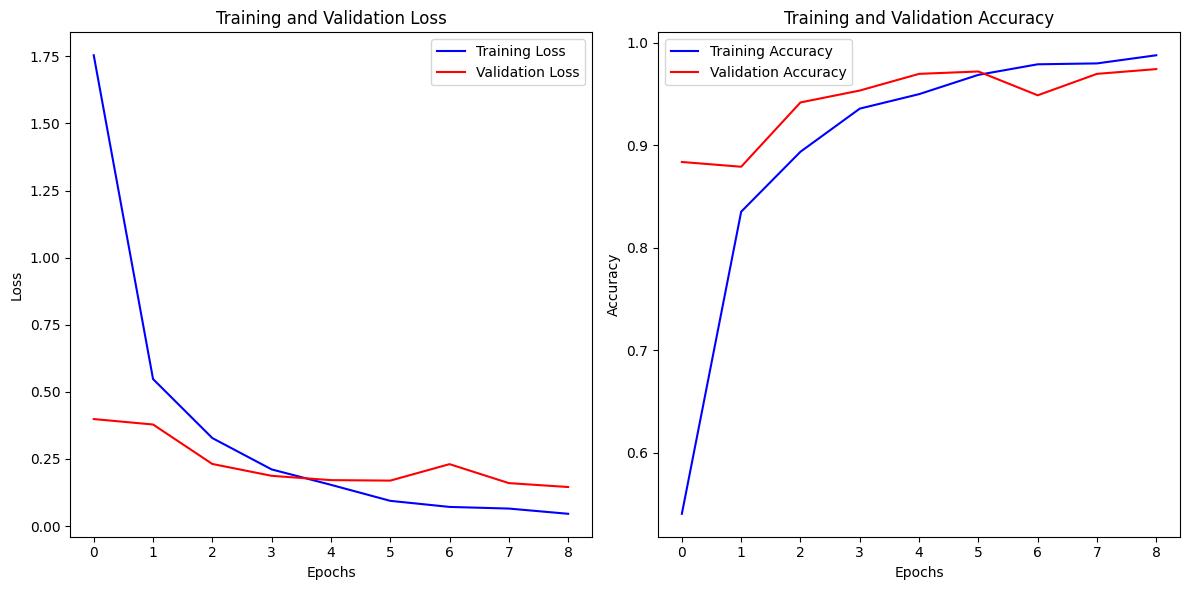 Training and Validation Loss
1.75
1.50
1.25
1.00
0.75
0.50
0.25
0.00
Loss
Training Loss
Validation Loss
0 1 2 3 4 5 6 7 8
Epochs
Training and Validation Accuracy
1.0
0.9
0.8
0.7
0.6
Accuracy
Training Accuracy
Validation Accuracy
0 1 2 3 4 5 6 7 8
Epochs